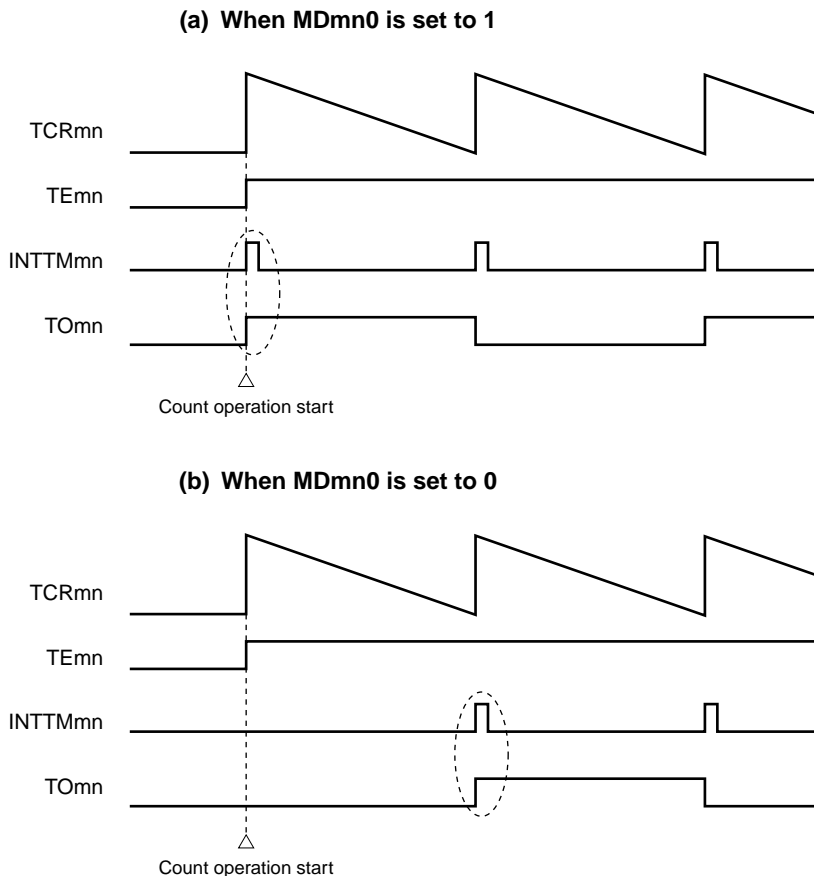 (a) When MDmn0 is set to 1
TCRmn
TEmn
INTTMmn
TOmn
Count operation start
(b) When MDmn0 is set to 0
TCRmn
TEmn
INTTMmn
TOmn
Count operation start